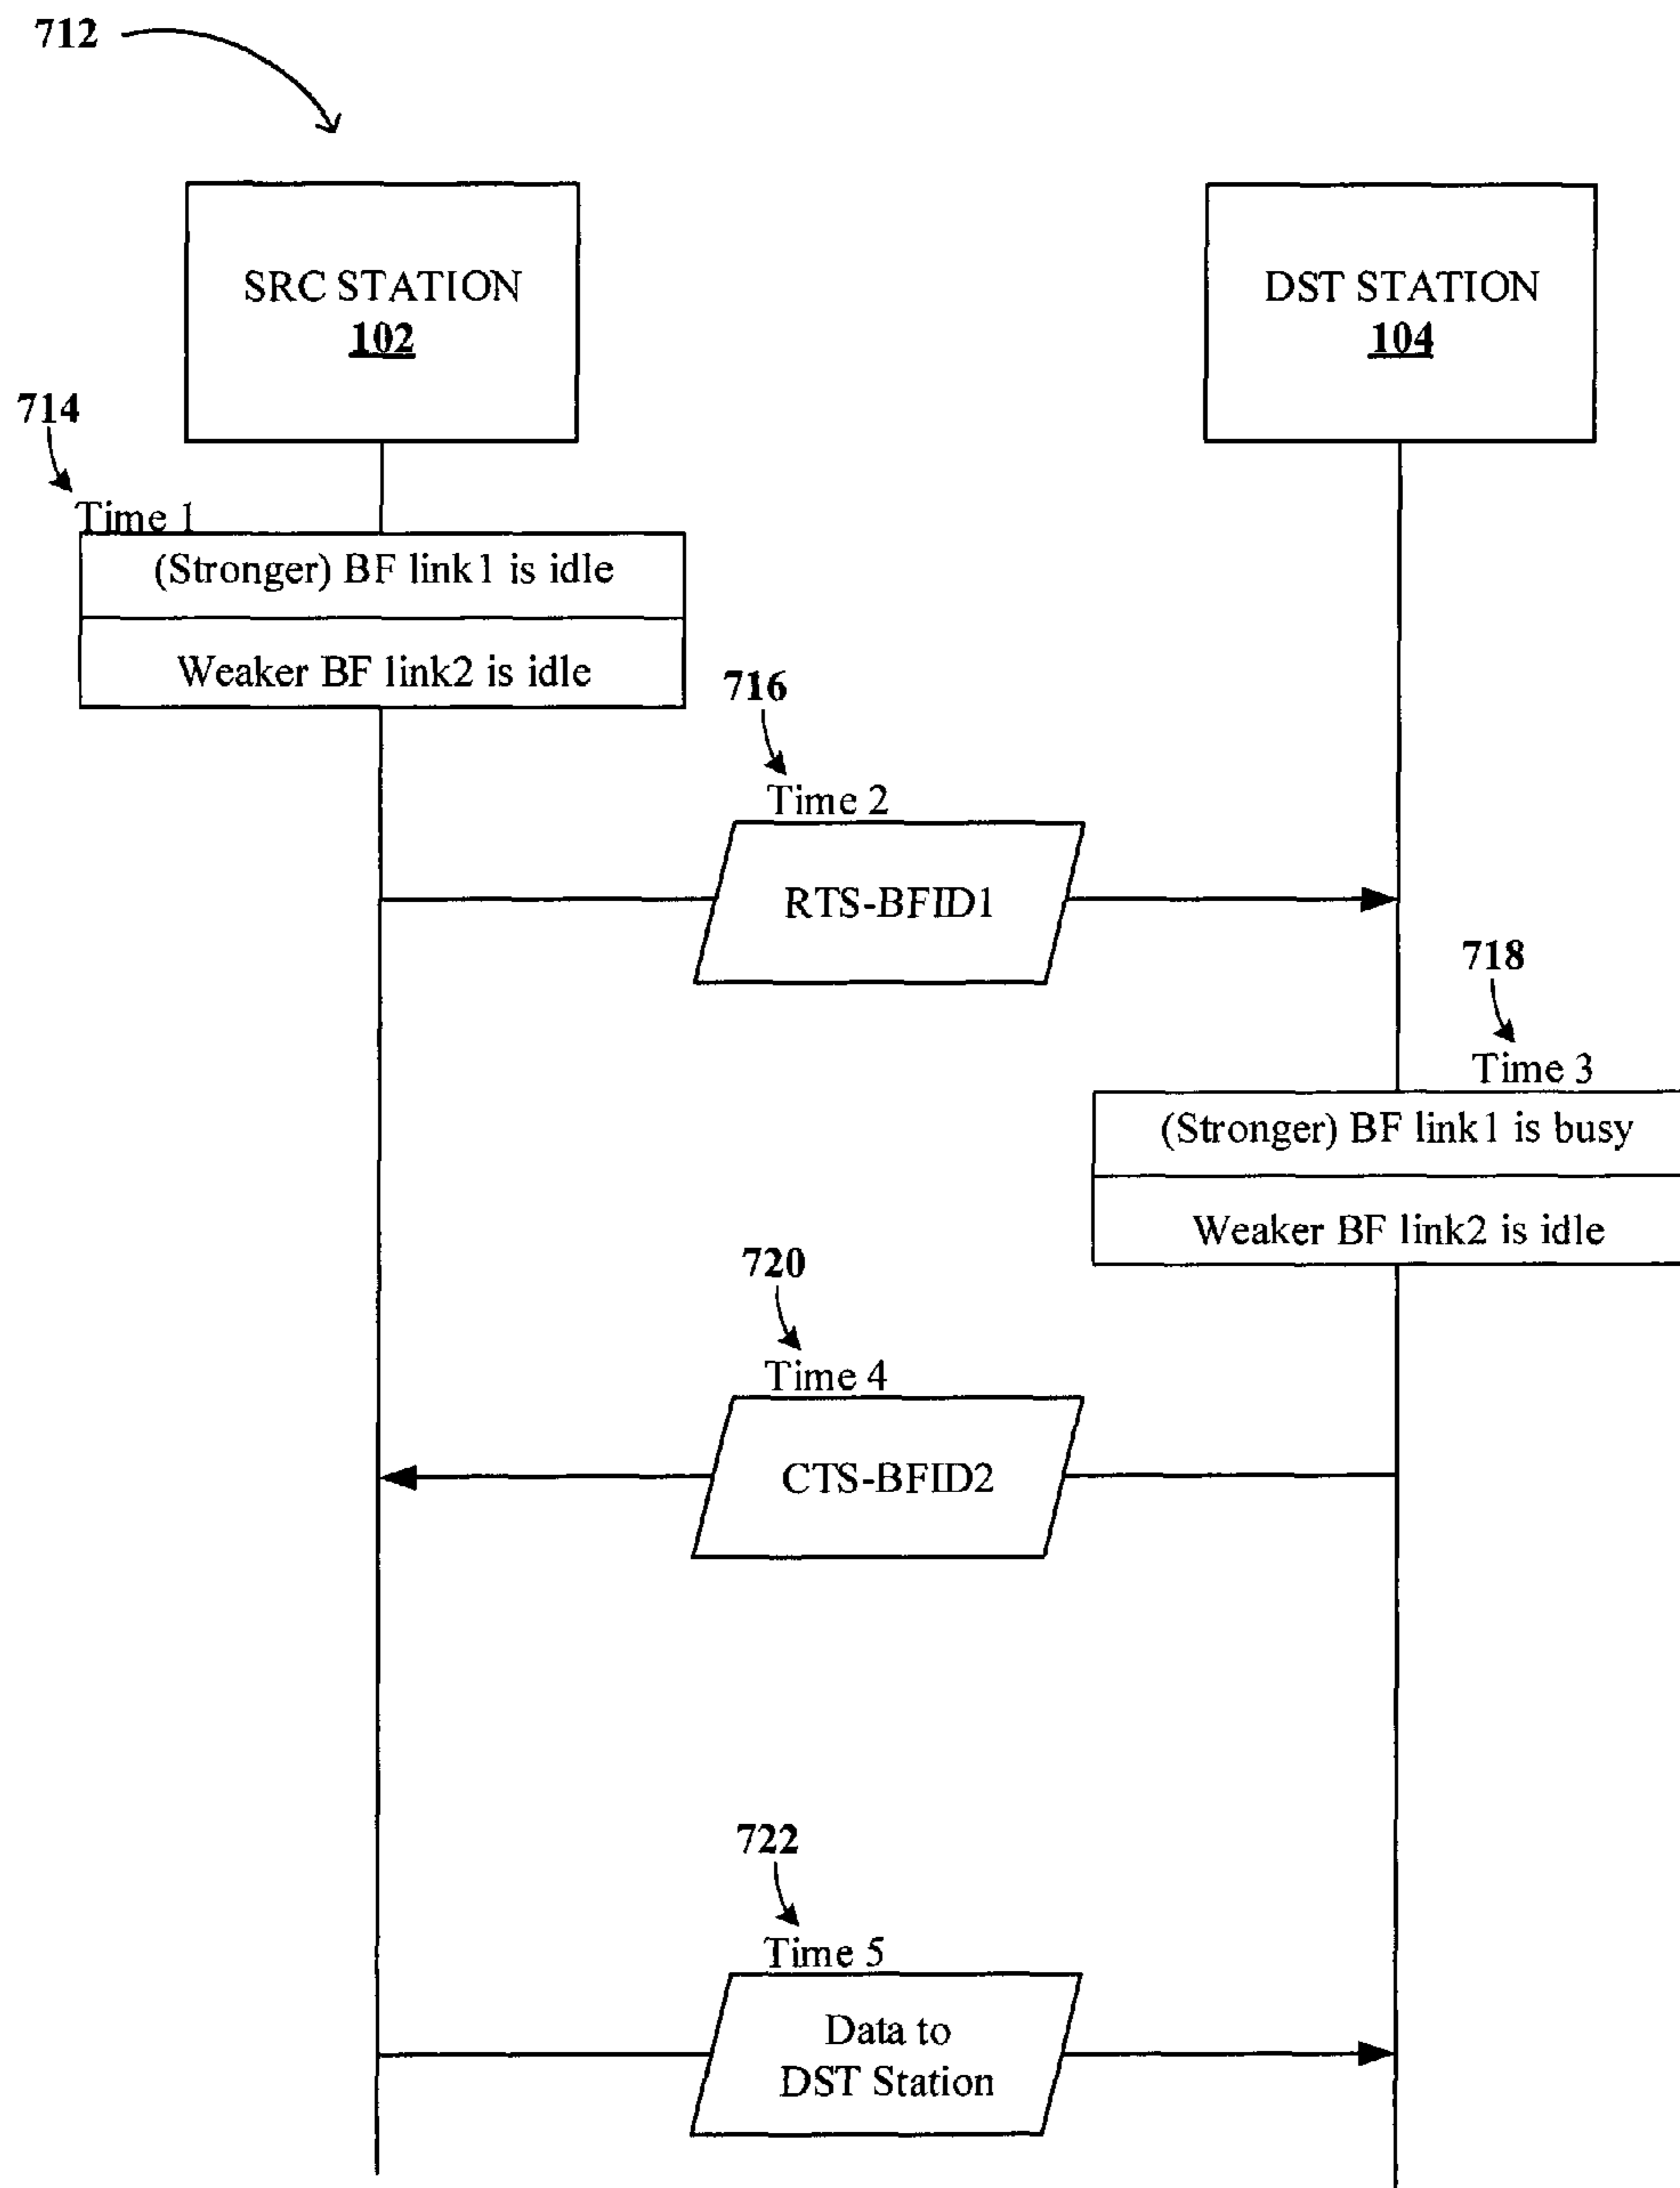 712
SRC STATION
102
DST STATION
104
714
Time 1
(Stronger) BF link1 is idle
Weaker BF link2 is idle
716
Time 2
RTS-BFID1
718
Time 3
(Stronger) BF link1 is busy
Weaker BF link2 is idle
720
Time 4
CTS-BFID2
722
Time 5
Data to
DST Station